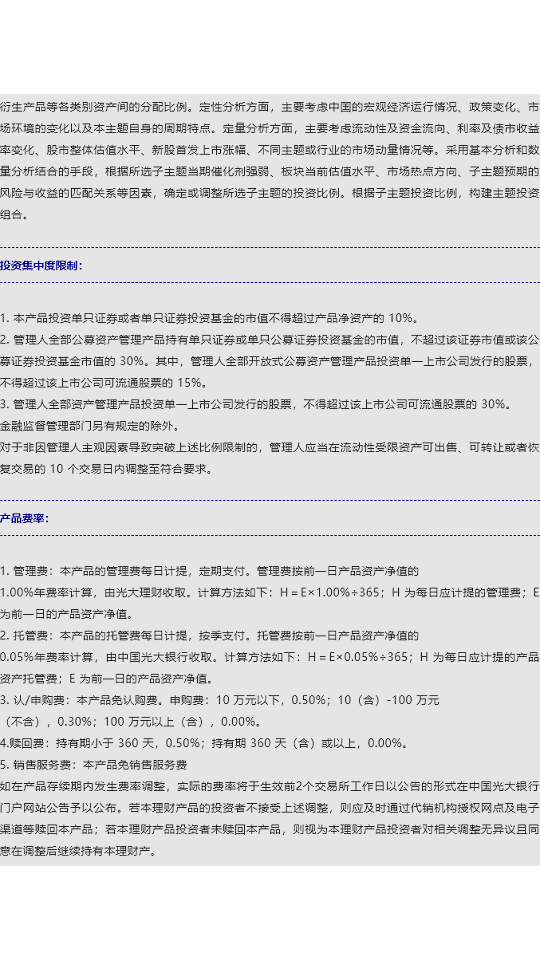 衍生产品等各类别资产间的分配比例。定性分析方面，主要考虑中国的宏观经济运行情况、政策变化、市
场环境的变化以及本主题自身的周期特点。定量分析方面，主要考虑流动性及资金流向、利率及债市收益
率变化、股市整体估值水平、新股首发上市涨幅、不同主题或行业的市场动量情况等。采用基本分析和数
量分析结合的手段，根据所选子主题当期催化剂强弱、板块当前估值水平、市场热点方向、子主题预期的
风险与收益的匹配关系等因素，确定或调整所选子主题的投资比例。根据子主题投资比例，构建主题投资
组合。
投资集中度限制：
1. 本产品投资单只证券或者单只证券投资基金的市值不得超过产品净资产的 10%。
2. 管理人全部公募资产管理产品持有单只证券或单只公募证券投资基金的市值，不超过该证券市值或该公
募证券投资基金市值的 30%。其中，管理人全部开放式公募资产管理产品投资单一上市公司发行的股票，
不得超过该上市公司可流通股票的 15%。
3. 管理人全部资产管理产品投资单一上市公司发行的股票，不得超过该上市公司可流通股票的 30%。
金融监督管理部门另有规定的除外。
对于非因管理人主观因素导致突破上述比例限制的，管理人应当在流动性受限资产可出售、可转让或者恢
复交易的 10 个交易日内调整至符合要求。
产品费率：
1. 管理费：本产品的管理费每日计提，定期支付。管理费按前一日产品资产净值的
1.00%年费率计算，由光大理财收取。计算方法如下：H＝E×1.00%÷365；H 为每日应计提的管理费；E
为前一日的产品资产净值。
2. 托管费：本产品的托管费每日计提，按季支付。托管费按前一日产品资产净值的
0.05%年费率计算，由中国光大银行收取。计算方法如下：H＝E×0.05%÷365；H 为每日应计提的产品
资产托管费；E 为前一日的产品资产净值。
3. 认/申购费：本产品免认购费。申购费：10 万元以下，0.50%；10（含）-100 万元
（不含），0.30%；100 万元以上（含），0.00%。
4.赎回费：持有期小于 360 天，0.50%；持有期 360 天（含）或以上，0.00%。
5. 销售服务费：本产品免销售服务费
如在产品存续期内发生费率调整，实际的费率将于生效前2个交易所工作日以公告的形式在中国光大银行
门户网站公告予以公布。若本理财产品的投资者不接受上述调整，则应及时通过代销机构授权网点及电子
渠道等赎回本产品；若本理财产品投资者未赎回本产品，则视为本理财产品投资者对相关调整无异议且同
意在调整后继续持有本理财产。